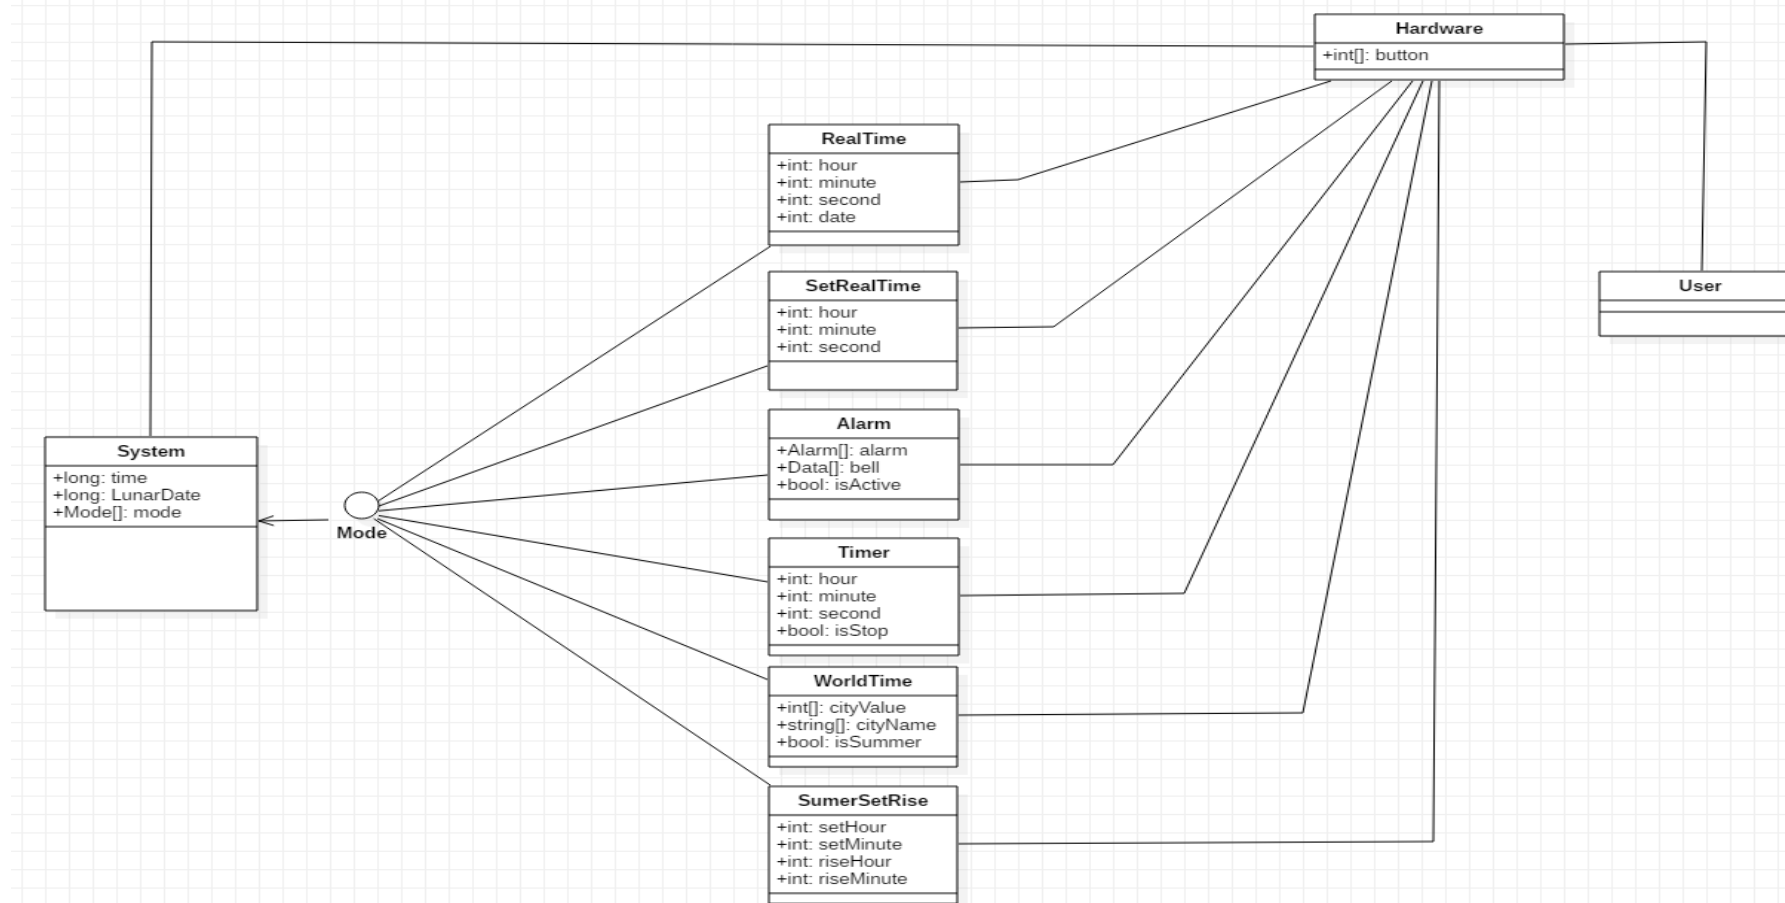 Hardware
+int[]: button
RealTime
+int: hour
+int: minute
+int: second
+int: date
SetRealTime
+int: hour
+int: minute
+int: second
User
Alarm
+Alarm[]: alarm
+Data[]: bell
+bool: isActive
System
+long: time
+long: LunarDate
+Mode[]: mode
Mode
Timer
+int: hour
+int: minute
+int: second
+bool: isStop
WorldTime
+int[]: cityValue
+string[]: cityName
+bool: isSummer
SumerSetRise
+int: setHour
+int: setMinute
+int: riseHour
+int: riseMinute